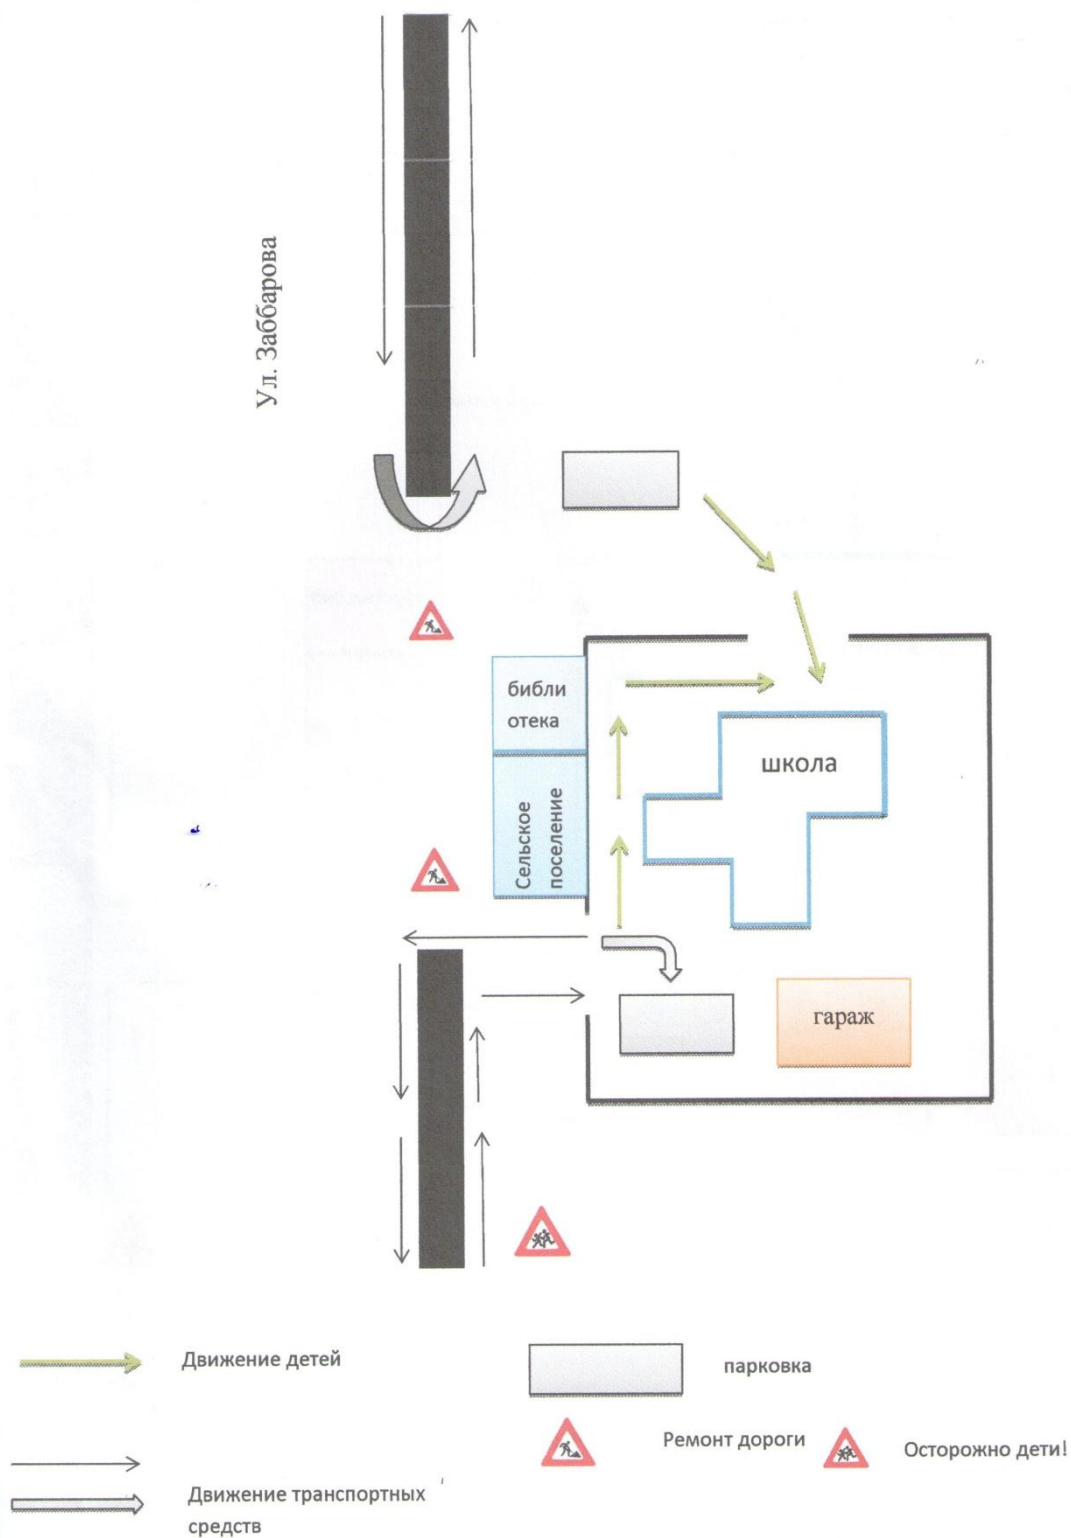 Ул. Заббарова
библи
отека
школа
Сельское
поселение
гараж
Движение детей
парковка
Ремонт дороги
Осторожно дети!
Движение транспортных
средств